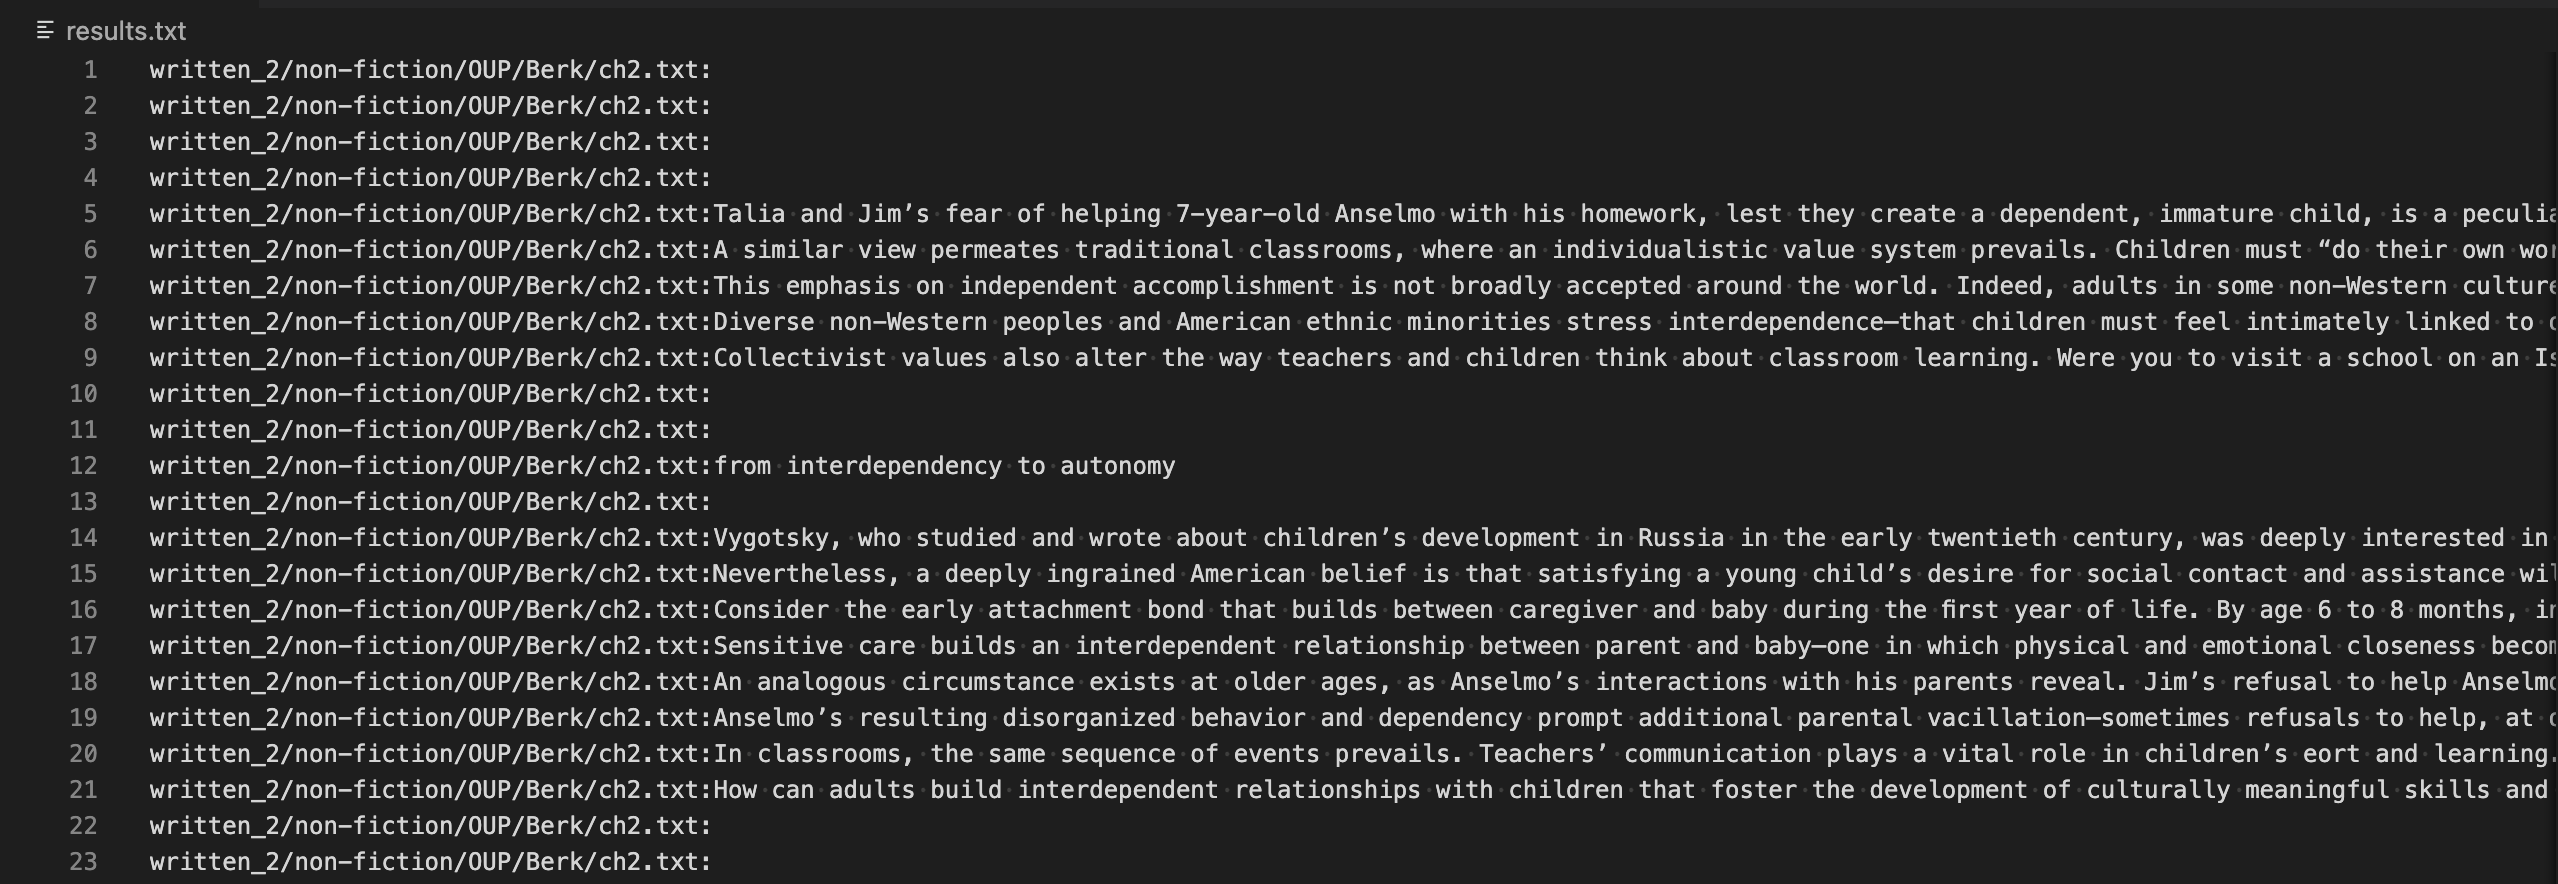 results.txt
1 written_2/non-fiction/OUP/Berk/ch2.txt:
2 written_2/non-fiction/OUP/Berk/ch2.txt:
3 written_2/non-fiction/OUP/Berk/ch2.txt:
4 written_2/non-fiction/OUP/Berk/ch2.txt:
5 written_2/non-fiction/OUP/Berk/ch2.txt:Talia and Jim’s fear of helping 7-year-old Anselmo with his homework, lest they create a dependent, immature child, is a peculia
6 written_2/non-fiction/OUP/Berk/ch2.txt:A similar view permeates traditional classrooms, where an individualistic value system prevails. Children must “do their own wor
7 written_2/non-fiction/OUP/Berk/ch2.txt:This emphasis on independent accomplishment is not broadly accepted around the world. Indeed, adults in some non-Western culture
8 written_2/non-fiction/OUP/Berk/ch2.txt:Diverse non-Western peoples and American ethnic minorities stress interdependence—that children must feel intimately linked to
9 written_2/non-fiction/OUP/Berk/ch2.txt:Collectivist values also alter the way teachers and children think about classroom learning. Were you to visit a school on an Is
10 written_2/non-fiction/OUP/Berk/ch2.txt:
11 written_2/non-fiction/OUP/Berk/ch2.txt:
12 written_2/non-fiction/OUP/Berk/ch2.txt:from interdependency to autonomy
13 written_2/non-fiction/OUP/Berk/ch2.txt:
14 written_2/non-fiction/OUP/Berk/ch2.txt:Vygotsky, who studied and wrote about children’s development in Russia in the early twentieth century, was deeply interested in
15 written_2/non-fiction/OUP/Berk/ch2.txt:Nevertheless, a deeply ingrained American belief is that satisfying a young child’s desire for social contact and assistance wil
16 written_2/non-fiction/OUP/Berk/ch2.txt:Consider the early attachment bond that builds between caregiver and baby during the first year of life. By age 6 to 8 months, in
17 written_2/non-fiction/OUP/Berk/ch2.txt:Sensitive care builds an interdependent relationship between parent and baby—one in which physical and emotional closeness becom
18 written_2/non-fiction/OUP/Berk/ch2.txt:An analogous circumstance exists at older ages, as Anselmo’s interactions with his parents reveal. Jim’s refusal to help Anselmo
19 written_2/non-fiction/OUP/Berk/ch2.txt:Anselmo’s resulting disorganized behavior and dependency prompt additional parental vacillation—sometimes refusals to help, at
20 written_2/non-fiction/OUP/Berk/ch2.txt:In classrooms, the same sequence of events prevails. Teachers’ communication plays a vital role in children’s eort and learning.
21 written_2/non-fiction/OUP/Berk/ch2.txt:How can adults build interdependent relationships with children that foster the development of culturally meaningful skills and
22 written_2/non-fiction/OUP/Berk/ch2.txt:
23 written_2/non-fiction/OUP/Berk/ch2.txt: